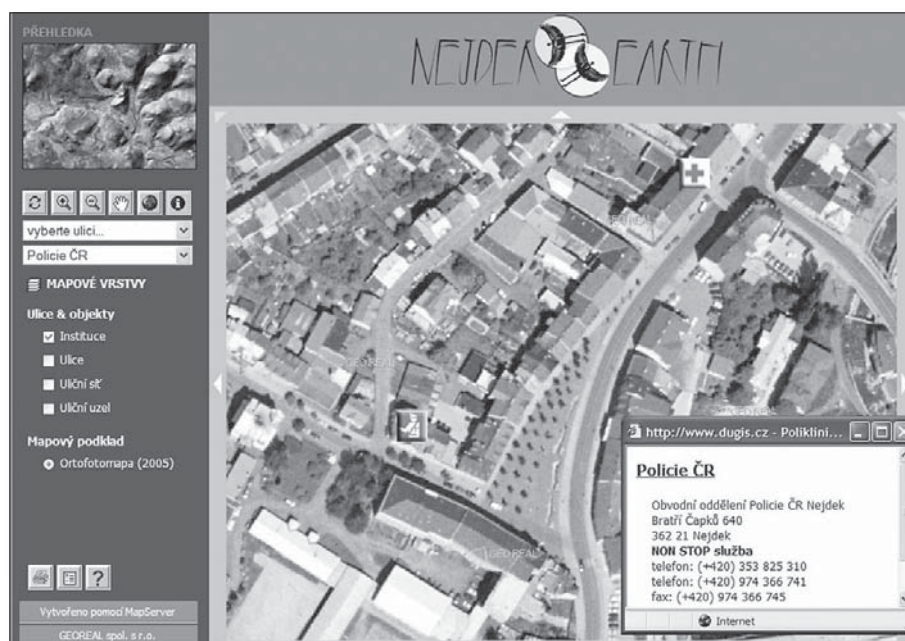 PŘEHLEDKA
NEJDEK EARTH
vyberte ulici...
Policie ČR
MAPOVÉ VRSTVY
Ulice & objekty
Instituce
Ulice
Uliční síť
Uliční uzel
Mapový podklad
Ortofotomapa (2005)
?
Vytvořeno pomocí MapServer
GEOREAL spol. s r.o.
GEOREAL
GEOREAL
http://www.dugis.cz - Poliklini...
Policie ČR
Obvodní oddělení Policie ČR Nejdek
Bratří Čapků 640
362 21 Nejdek
NON STOP služba
telefon: (+420) 353 825 310
telefon: (+420) 974 366 741
fax: (+420) 974 366 745
Internet